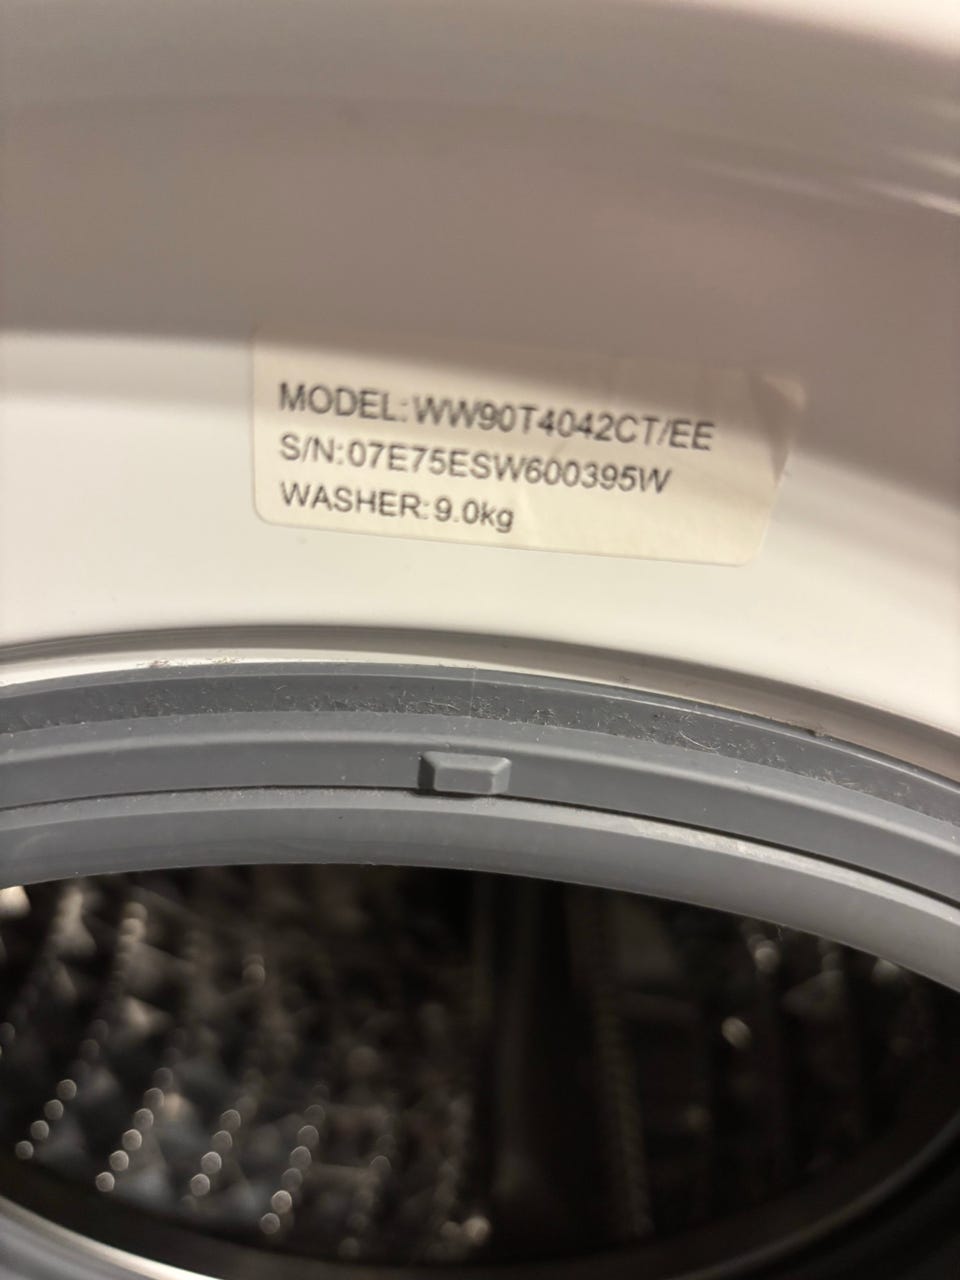 MODEL:WW90T4042CT/EE
S/N:07E75ESW600395W
WASHER:9.0kg